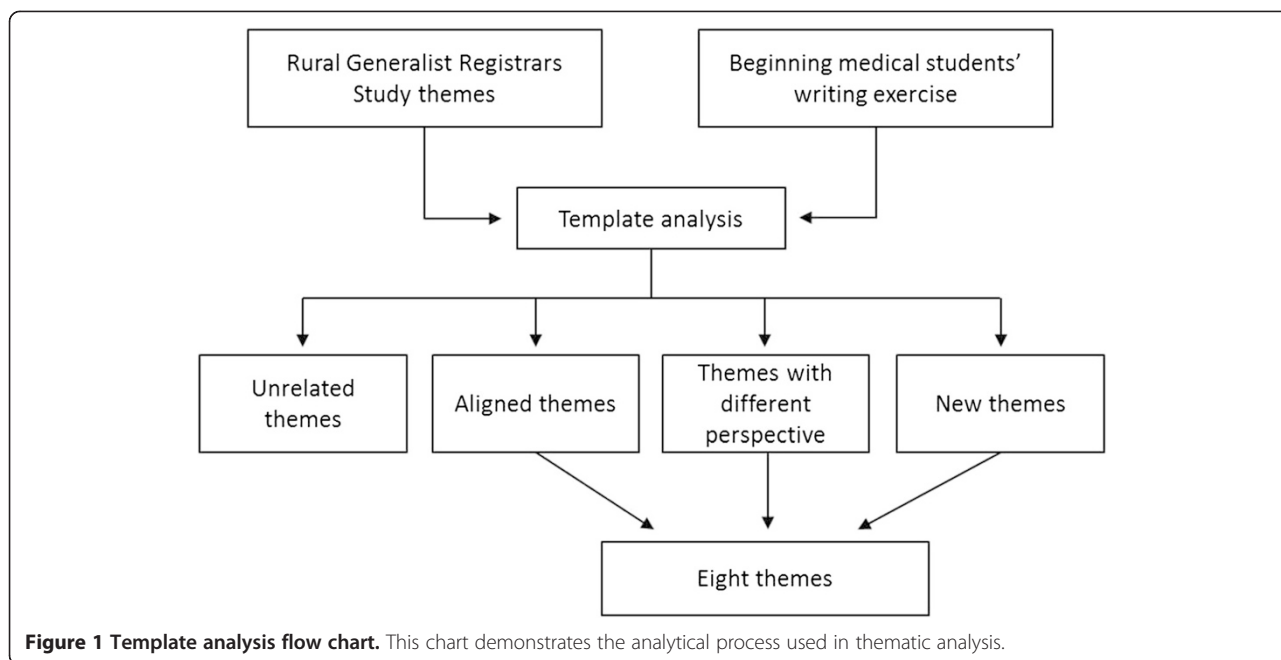 Rural Generalist Registrars
Study themes
Beginning medical students’
writing exercise
Template analysis
Unrelated
themes
Aligned themes
Themes with
different
perspective
New themes
Eight themes
Figure 1 Template analysis flow chart. This chart demonstrates the analytical process used in thematic analysis.